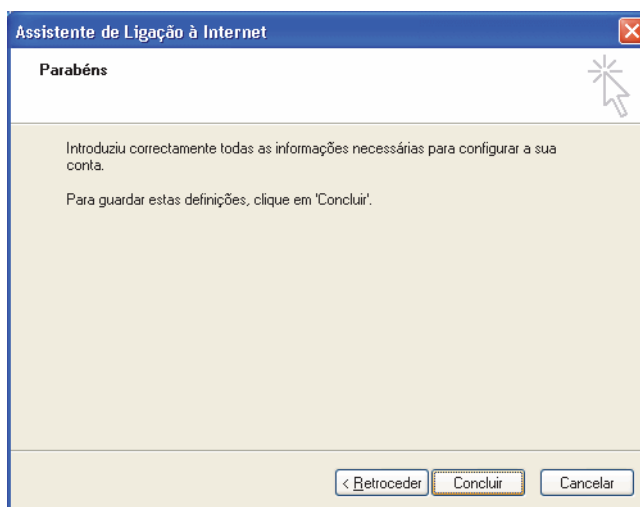 Assistente de Ligação à Internet
Parabéns
Introduziu correctamente todas as informações necessárias para configurar a sua
conta.
Para guardar estas definições, clique em 'Concluir'.
< Retroceder Concluir Cancelar